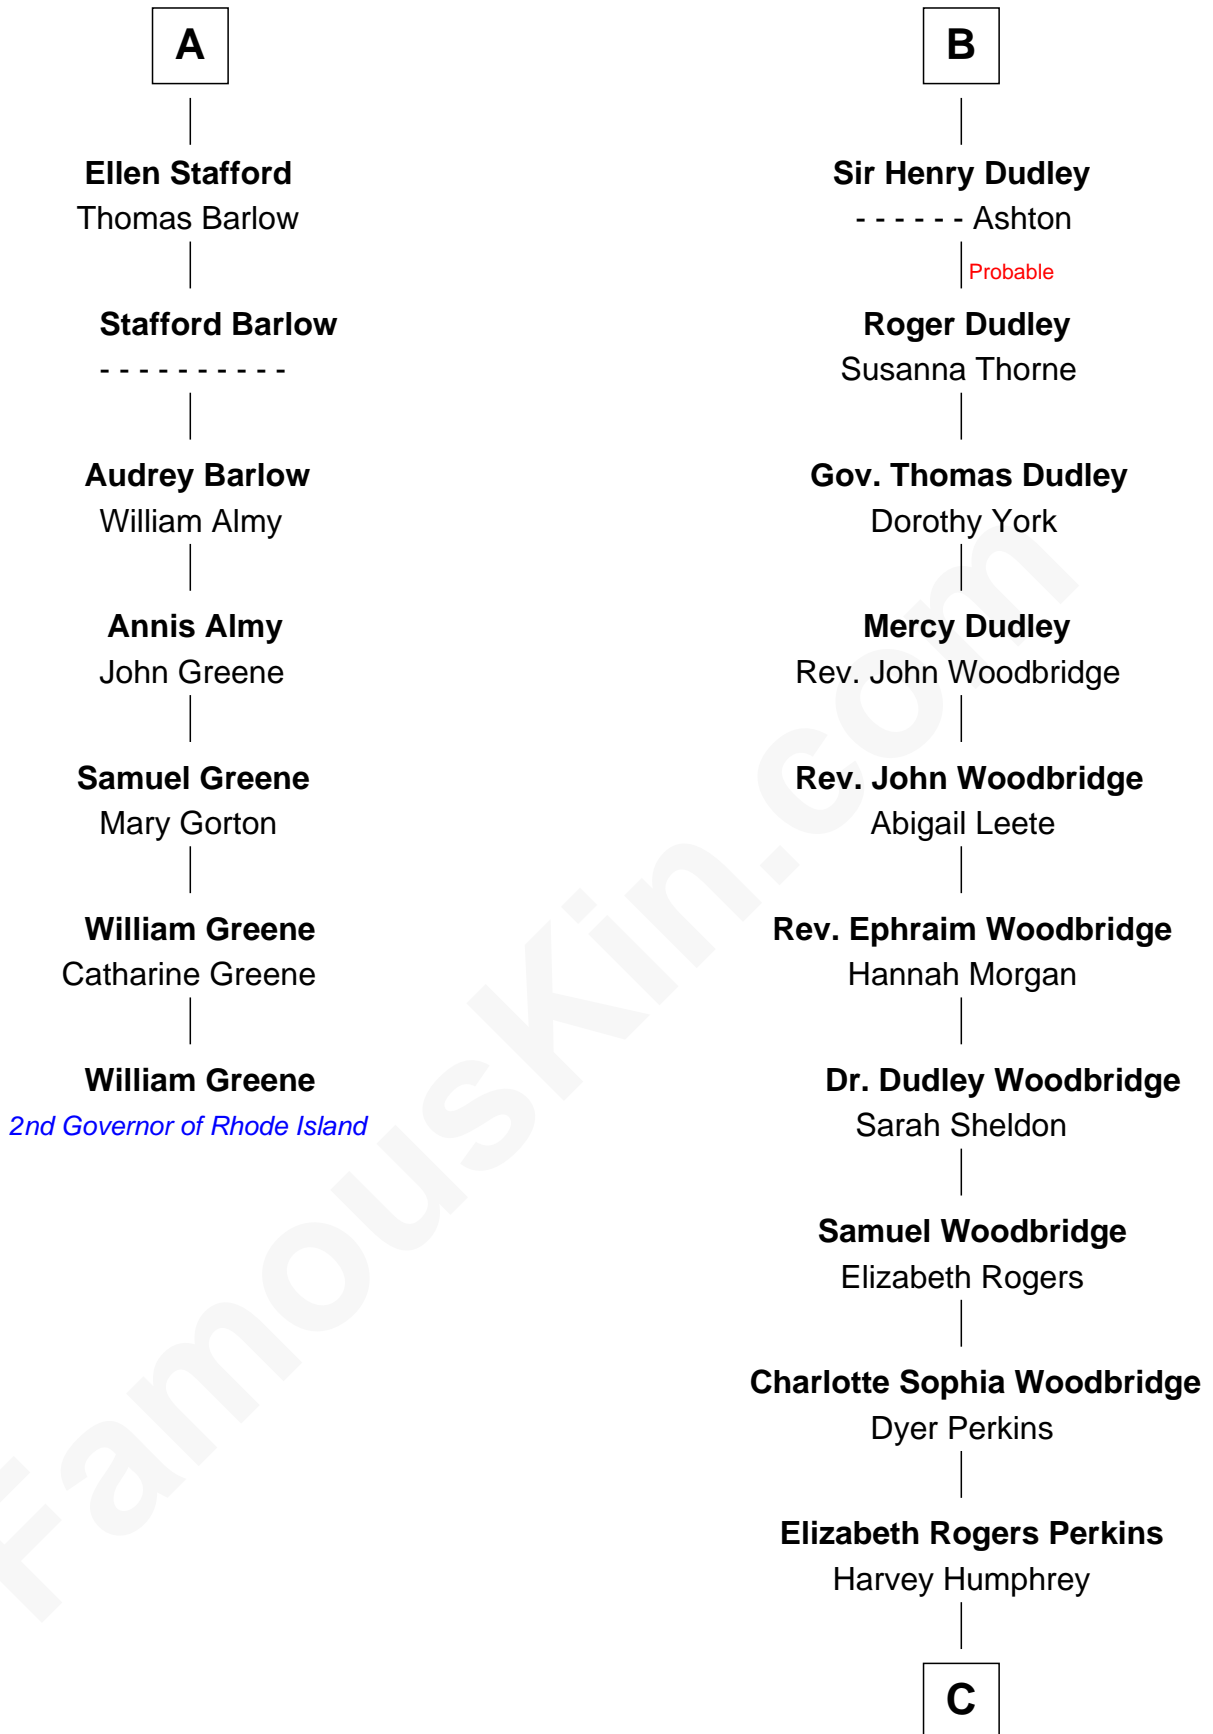 A
Ellen Stafford
Thomas Barlow
Stafford Barlow
- - - - - - - - - -
Audrey Barlow
William Almy
Annis Almy
John Greene
Samuel Greene
Mary Gorton
William Greene
Catharine Greene
William Greene
2nd Governor of Rhode Island
B
Sir Henry Dudley
- - - - - - Ashton
Probable
Roger Dudley
Susanna Thorne
Gov. Thomas Dudley
Dorothy York
Mercy Dudley
Rev. John Woodbridge
Rev. John Woodbridge
Abigail Leete
Rev. Ephraim Woodbridge
Hannah Morgan
Dr. Dudley Woodbridge
Sarah Sheldon
Samuel Woodbridge
Elizabeth Rogers
Charlotte Sophia Woodbridge
Dyer Perkins
Elizabeth Rogers Perkins
Harvey Humphrey
C
FamousKin.com